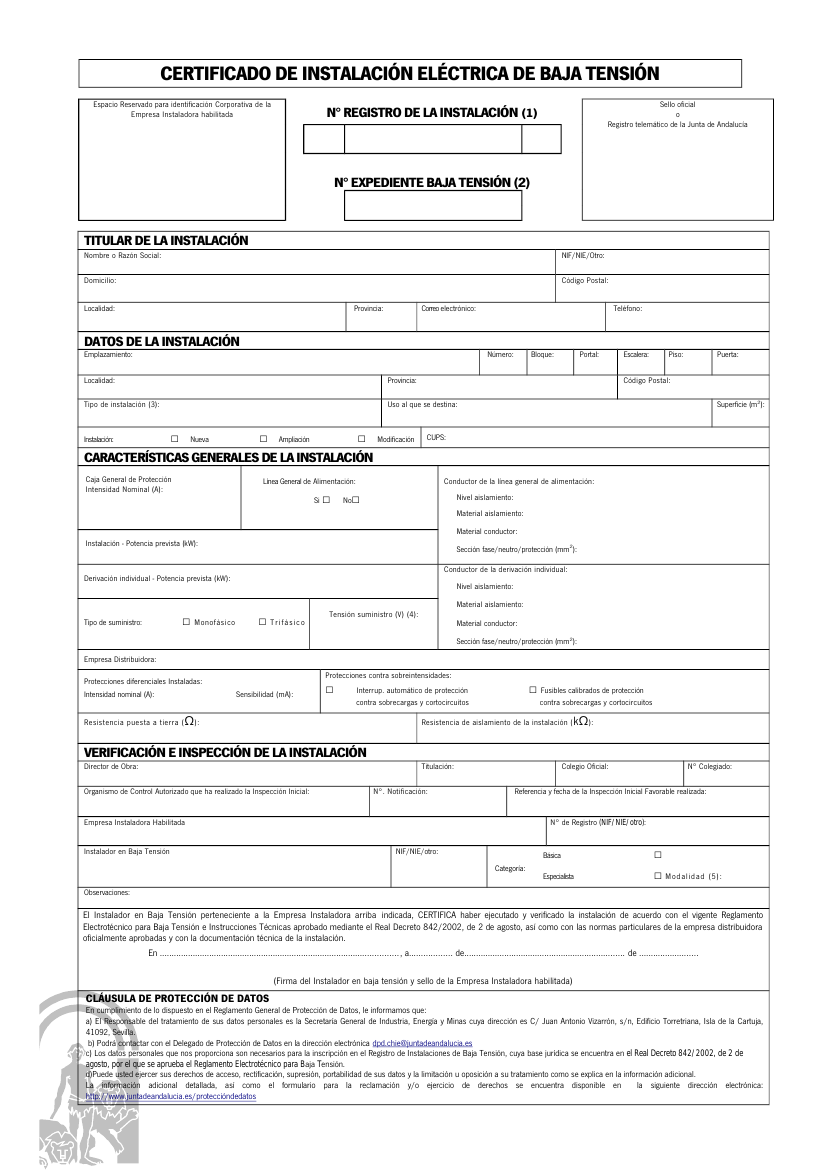 CERTIFICADO DE INSTALACIÓN ELÉCTRICA DE BAJA TENSIÓN
Espacio Reservado para identificación Corporativa de la
Empresa Instaladora habilitada
N° REGISTRO DE LA INSTALACIÓN (1)
N° EXPEDIENTE BAJA TENSIÓN (2)
Sello oficial
o
Registro telemático de la Junta de Andalucía
TITULAR DE LA INSTALACIÓN
Nombre o Razón Social: NIF/NIE/Otro:
Domicilio: Código Postal:
Localidad: Provincia: Correo electrónico: Teléfono:
DATOS DE LA INSTALACIÓN
Emplazamiento: Número: Bloque: Portal: Escalera: Piso: Puerta:
Localidad: Provincia: Código Postal:
Tipo de instalación (3): Uso al que se destina: Superficie (m²):
Instalación: ☐ Nueva ☐ Ampliación ☐ Modificación CUPS:
CARACTERÍSTICAS GENERALES DE LA INSTALACIÓN
Caja General de Protección
Intensidad Nominal (A):
Línea General de Alimentación:
Si ☐ No☐
Conductor de la línea general de alimentación:
Nivel aislamiento:
Material aislamiento:
Material conductor:
Sección fase/neutro/protección (mm²):
Instalación - Potencia prevista (kW):
Derivación individual - Potencia prevista (kW):
Conductor de la derivación individual:
Nivel aislamiento:
Material aislamiento:
Material conductor:
Sección fase/neutro/protección (mm²):
Tipo de suministro: ☐ Monofásico ☐ Trifásico
Tensión suministro (V) (4):
Empresa Distribuidora:
Protecciones diferenciales Instaladas:
Intensidad nominal (A): Sensibilidad (mA):
Protecciones contra sobreintensidades:
☐ Interrup. automático de protección
contra sobrecargas y cortocircuitos
☐ Fusibles calibrados de protección
contra sobrecargas y cortocircuitos
Resistencia puesta a tierra (Ω): Resistencia de aislamiento de la instalación (kΩ):
VERIFICACIÓN E INSPECCIÓN DE LA INSTALACIÓN
Director de Obra: Titulación: Colegio Oficial: N° Colegiado:
Organismo de Control Autorizado que ha realizado la Inspección Inicial: N°. Notificación: Referencia y fecha de la Inspección Inicial Favorable realizada:
Empresa Instaladora Habilitada N° de Registro (NIF/NIE/otro):
Instalador en Baja Tensión NIF/NIE/otro:
Categoría:
Básica ☐
Especialista ☐ Modalidad (5):
Observaciones:
El Instalador en Baja Tensión perteneciente a la Empresa Instaladora arriba indicada, CERTIFICA haber ejecutado y verificado la instalación de acuerdo con el vigente Reglamento
Electrotécnico para Baja Tensión e Instrucciones Técnicas aprobado mediante el Real Decreto 842/2002, de 2 de agosto, así como con las normas particulares de la empresa distribuidora
oficialmente aprobadas y con la documentación técnica de la instalación.
En ......................................................................................, a................ de......................................................... de .....................
(Firma del Instalador en baja tensión y sello de la Empresa Instaladora habilitada)
CLÁUSULA DE PROTECCIÓN DE DATOS
En cumplimiento de lo dispuesto en el Reglamento General de Protección de Datos, le informamos que:
a) El Responsable del tratamiento de sus datos personales es la Secretaria General de Industria, Energía y Minas cuya dirección es C/ Juan Antonio Vizarrón, s/n, Edificio Torretriana, Isla de la Cartuja,
41092, Sevilla.
b) Podrá contactar con el Delegado de Protección de Datos en la dirección electrónica dpd.chie@juntadeandalucia.es
c) Los datos personales que nos proporciona son necesarios para la inscripción en el Registro de Instalaciones de Baja Tensión, cuya base jurídica se encuentra en el Real Decreto 842/2002, de 2 de
agosto, por el que se aprueba el Reglamento Electrotécnico para Baja Tensión.
d)Puede usted ejercer sus derechos de acceso, rectificación, supresión, portabilidad de sus datos y la limitación u oposición a su tratamiento como se explica en la información adicional.
La información adicional detallada, así como el formulario para la reclamación y/o ejercicio de derechos se encuentra disponible en la siguiente dirección electrónica:
http://www.juntadeandalucia.es/proteccióndedatos